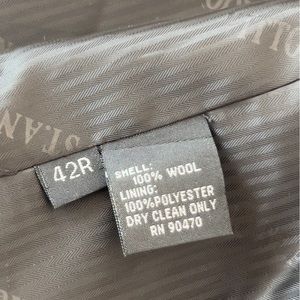 42R
SHELL:
100% WOOL
LINING:
100%POLYESTER
DRY CLEAN ONLY
RN 90470